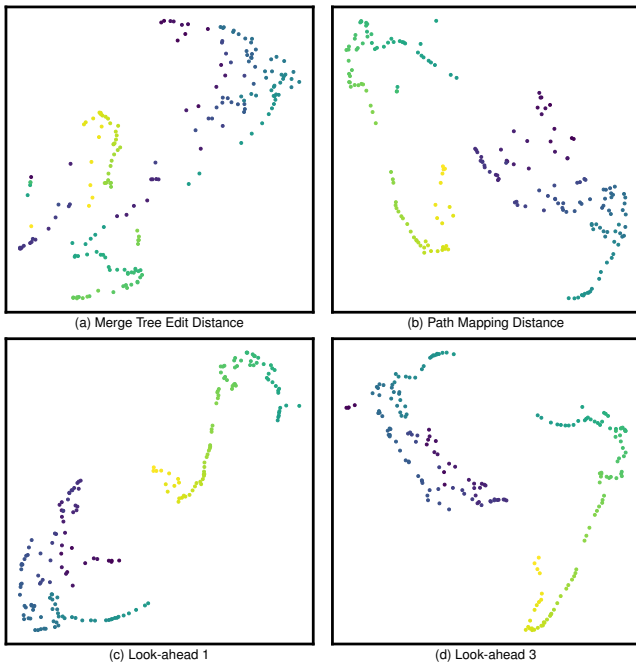 (a) Merge Tree Edit Distance
(b) Path Mapping Distance
(c) Look-ahead 1
(d) Look-ahead 3